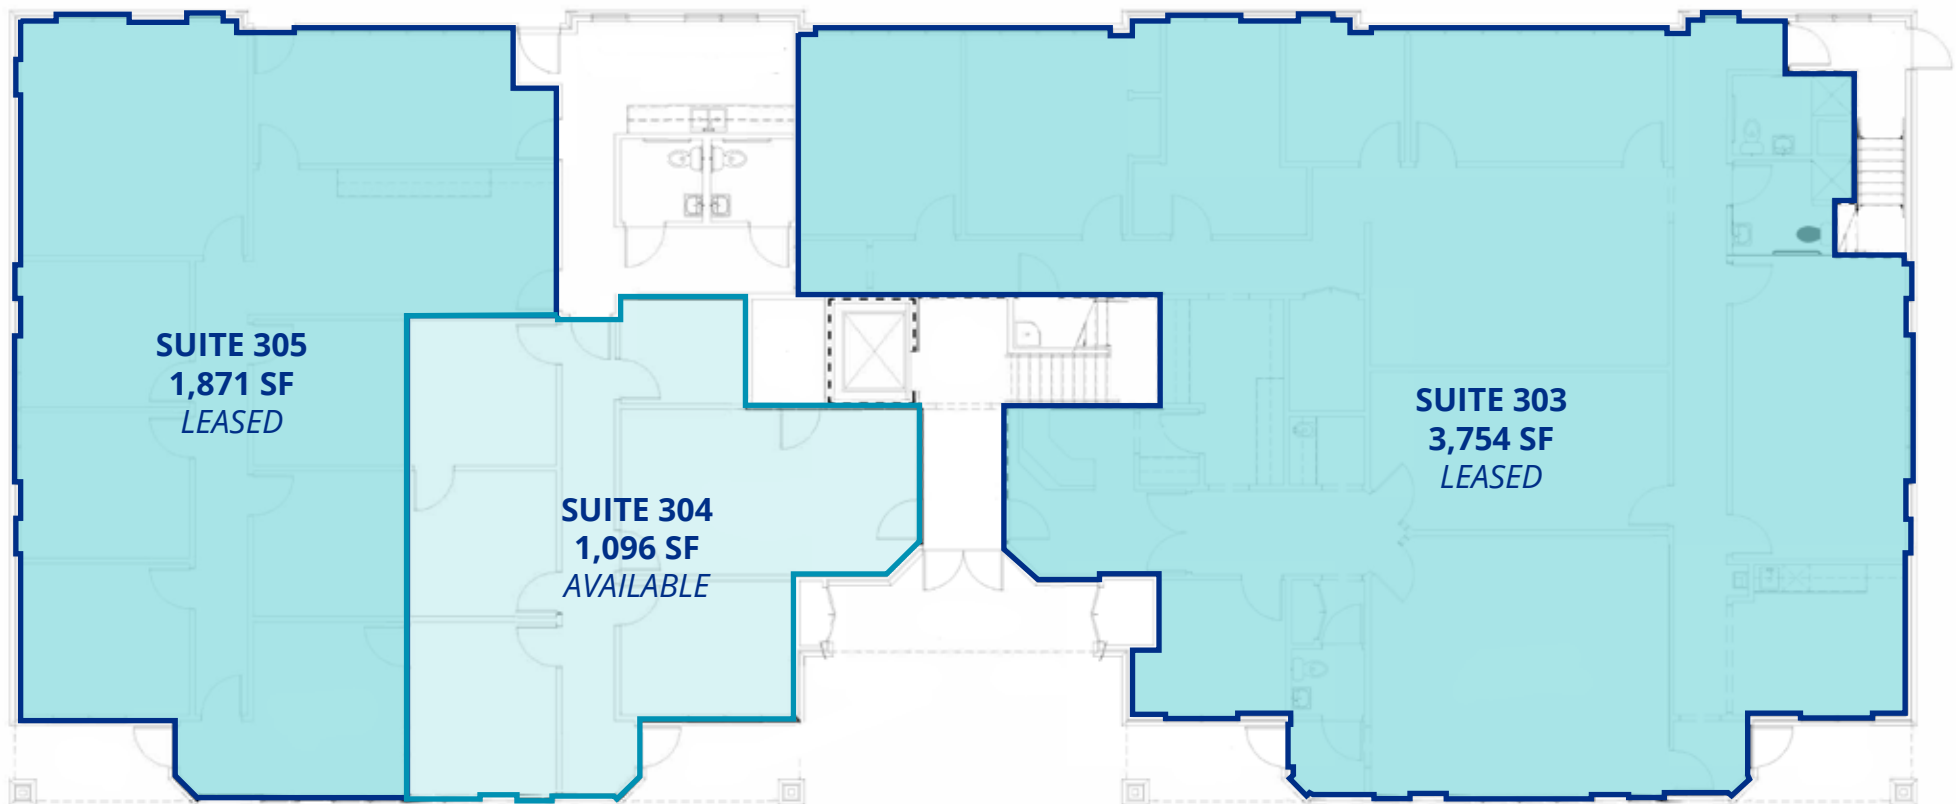 SUITE 305
1,871 SF
LEASED
SUITE 304
1,096 SF
AVAILABLE
SUITE 303
3,754 SF
LEASED